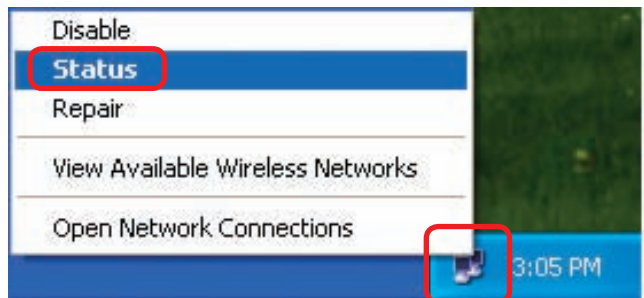 Disable
Status
Repair
View Available Wireless Networks
Open Network Connections
3:05 PM